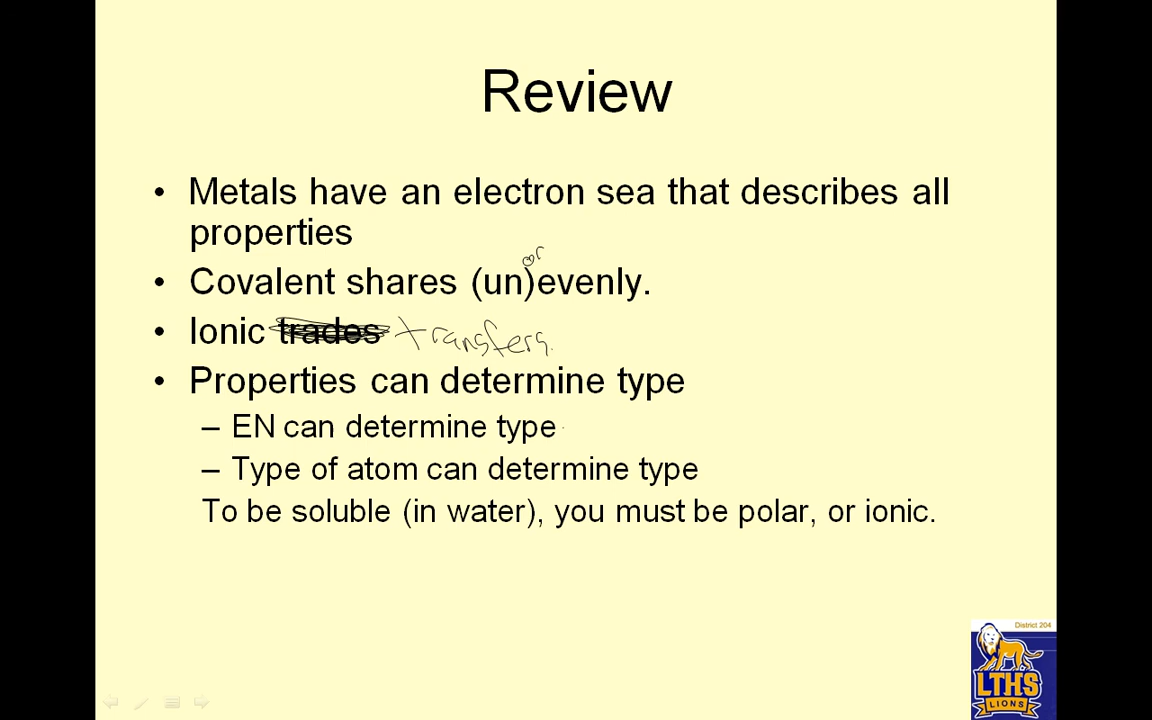 Review
• Metals have an electron sea that describes all
properties
or
• Covalent shares (un)evenly.
• Ionic trades transfers.
• Properties can determine type
– EN can determine type
– Type of atom can determine type
To be soluble (in water), you must be polar, or ionic.
District 204
LTHS
LIONS